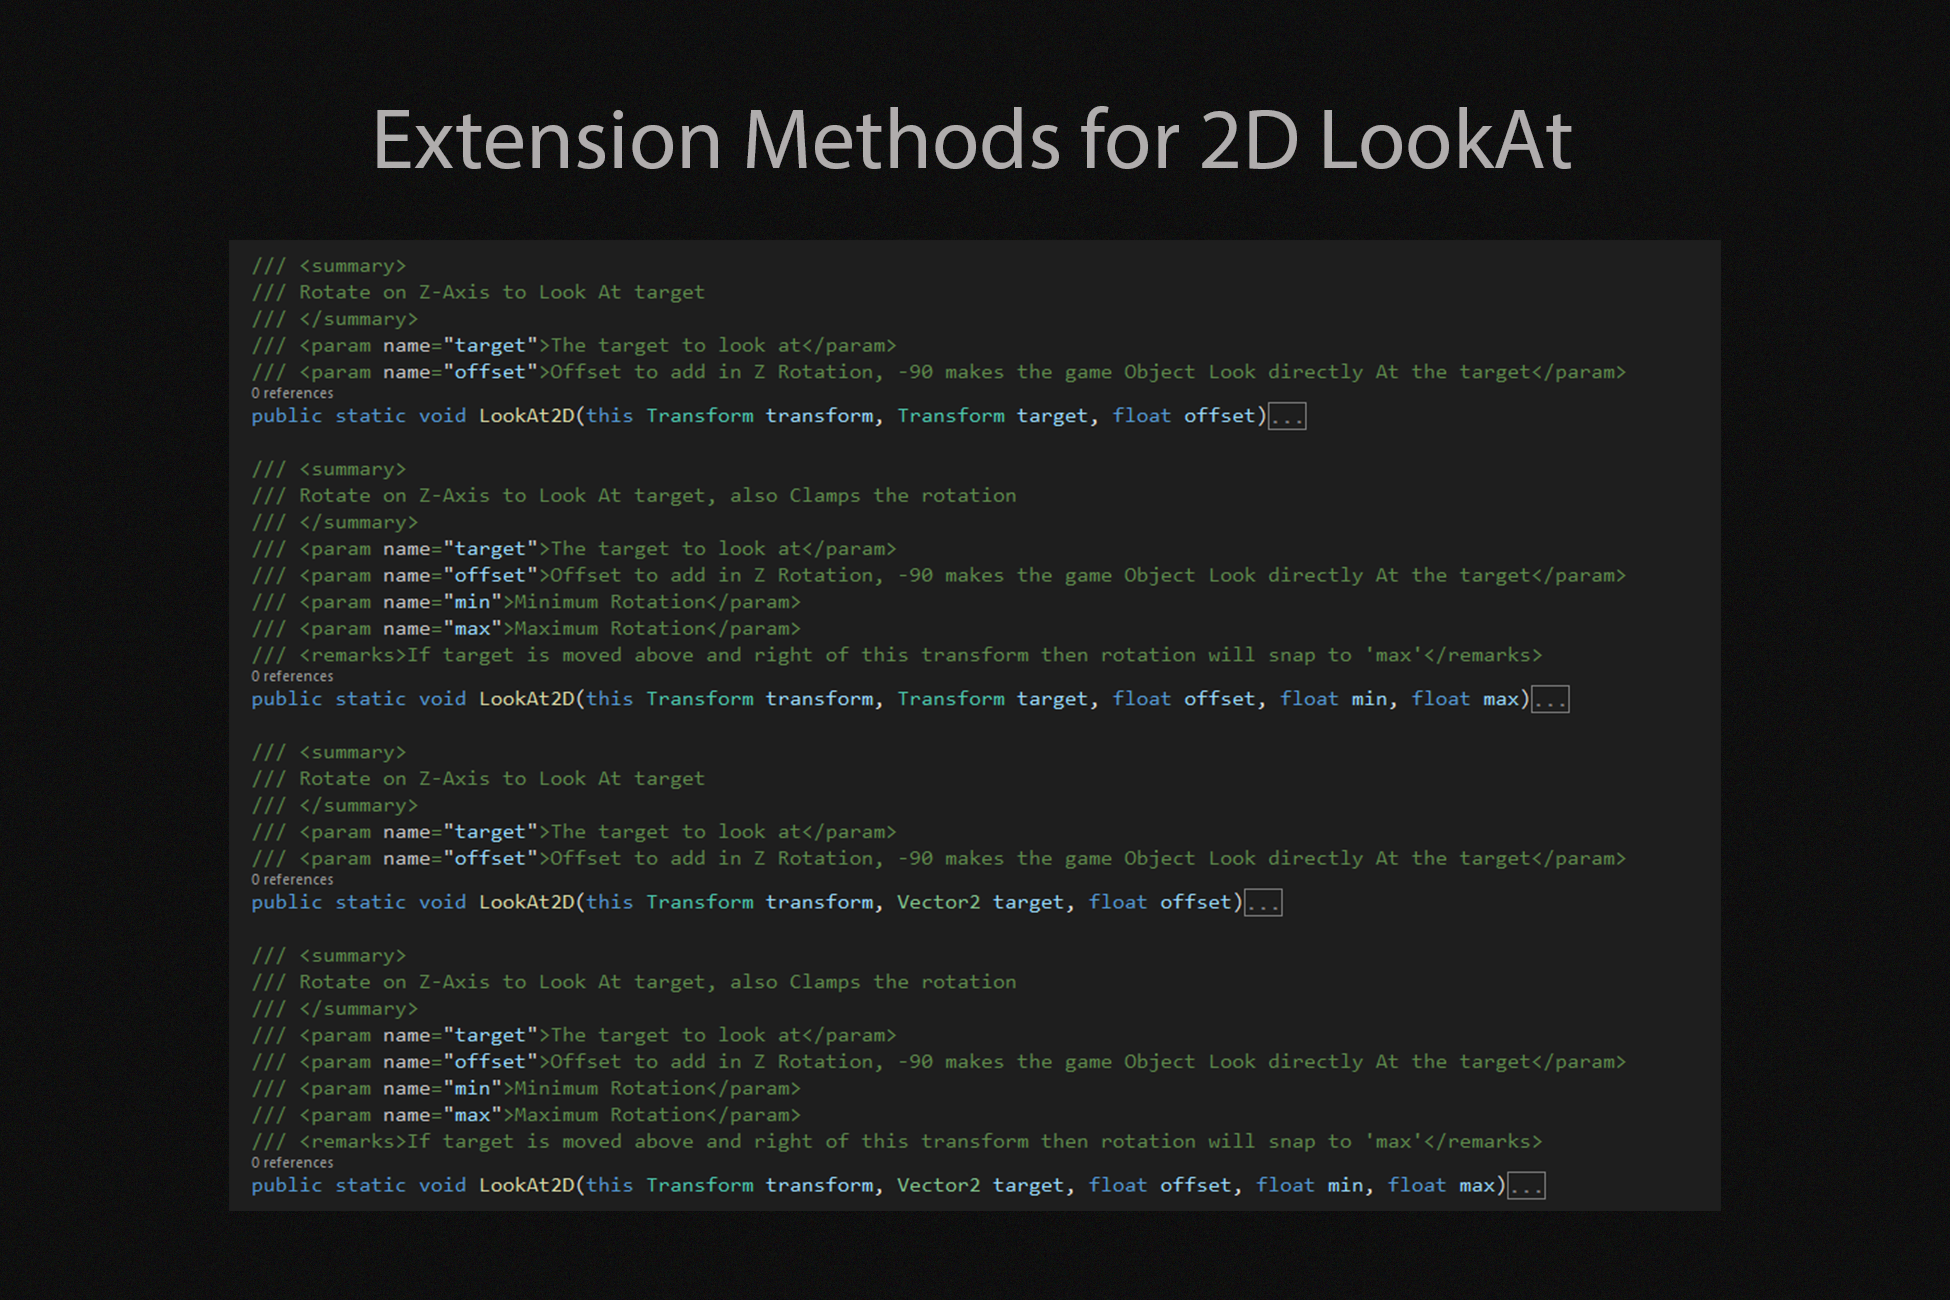 Extension Methods for 2D LookAt
/// <summary>
/// Rotate on Z-Axis to Look At target
/// </summary>
/// <param name="target">The target to look at</param>
/// <param name="offset">Offset to add in Z Rotation, -90 makes the game Object Look directly At the target</param>
0 references
public static void LookAt2D(this Transform transform, Transform target, float offset)...
/// <summary>
/// Rotate on Z-Axis to Look At target, also Clamps the rotation
/// </summary>
/// <param name="target">The target to look at</param>
/// <param name="offset">Offset to add in Z Rotation, -90 makes the game Object Look directly At the target</param>
/// <param name="min">Minimum Rotation</param>
/// <param name="max">Maximum Rotation</param>
/// <remarks>If target is moved above and right of this transform then rotation will snap to 'max'</remarks>
0 references
public static void LookAt2D(this Transform transform, Transform target, float offset, float min, float max)...
/// <summary>
/// Rotate on Z-Axis to Look At target
/// </summary>
/// <param name="target">The target to look at</param>
/// <param name="offset">Offset to add in Z Rotation, -90 makes the game Object Look directly At the target</param>
0 references
public static void LookAt2D(this Transform transform, Vector2 target, float offset)...
/// <summary>
/// Rotate on Z-Axis to Look At target, also Clamps the rotation
/// </summary>
/// <param name="target">The target to look at</param>
/// <param name="offset">Offset to add in Z Rotation, -90 makes the game Object Look directly At the target</param>
/// <param name="min">Minimum Rotation</param>
/// <param name="max">Maximum Rotation</param>
/// <remarks>If target is moved above and right of this transform then rotation will snap to 'max'</remarks>
0 references
public static void LookAt2D(this Transform transform, Vector2 target, float offset, float min, float max)...